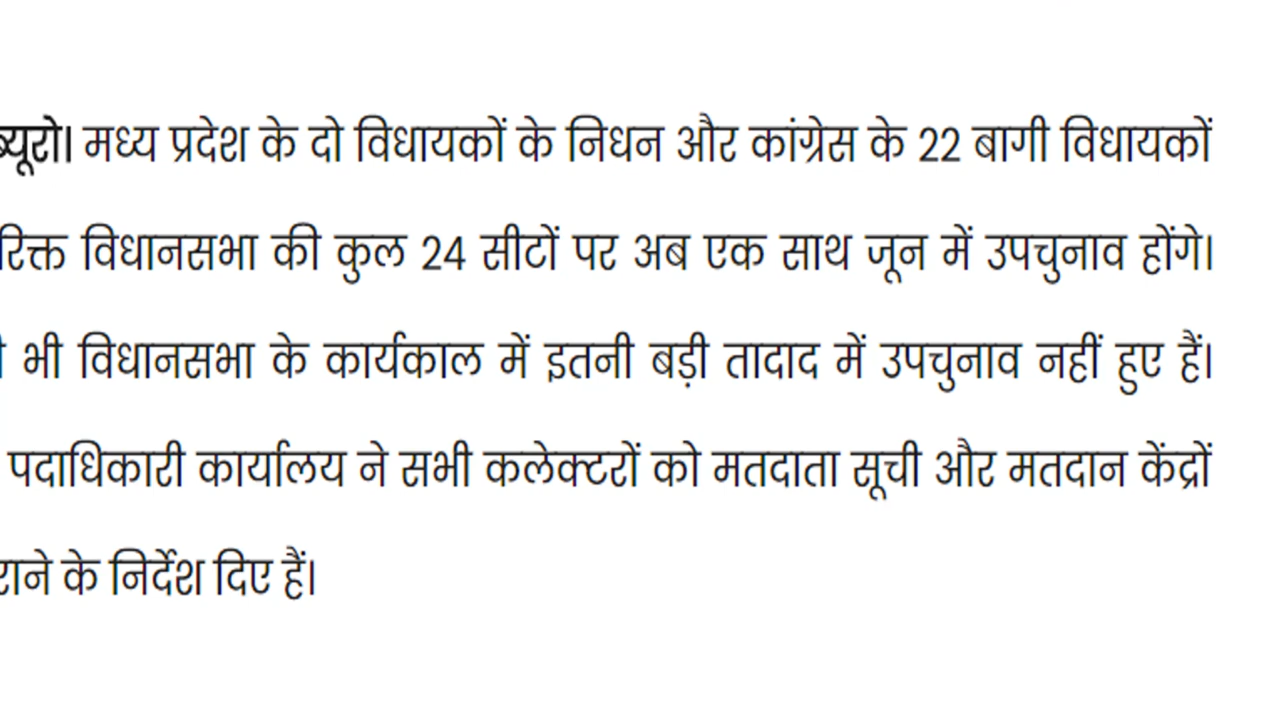 मध्य प्रदेश के दो विधायकों के निधन और कांग्रेस के 22 बागी विधायकों
विधानसभा की कुल 24 सीटों पर अब एक साथ जून में उपचुनाव होंगे।
भी विधानसभा के कार्यकाल में इतनी बड़ी तादाद में उपचुनाव नहीं हुए हैं।
पदाधिकारी कार्यालय ने सभी कलेक्टरों को मतदाता सूची और मतदान केंद्रों
के निर्देश दिए हैं।